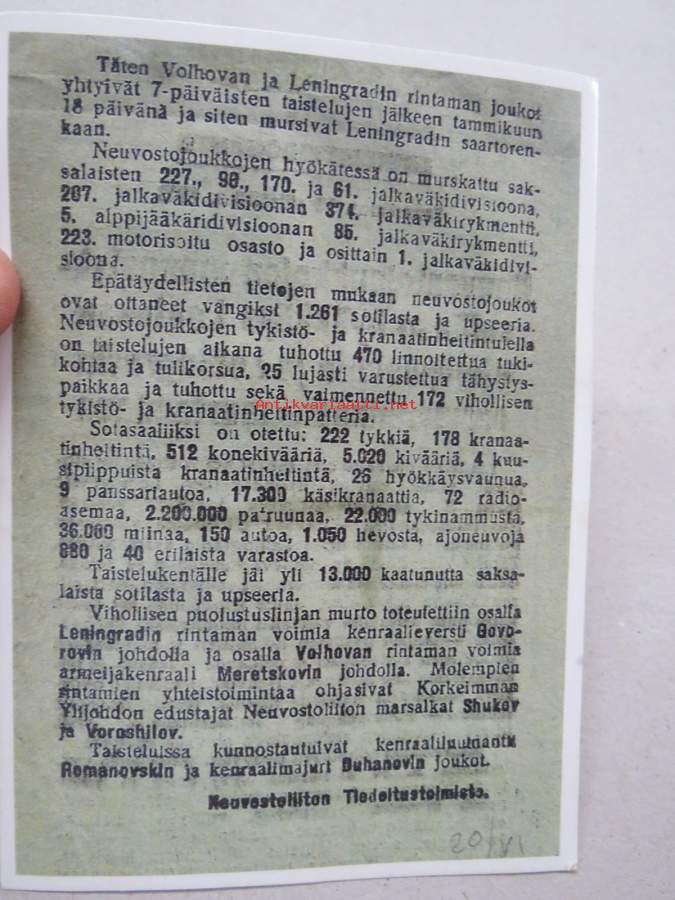 Täten Volhovan ja Leningradin rintaman joukot
yhtyivät 7-päiväisten taistelujen jälkeen tammikuun
18 päivänä ja siten mursivat Leningradin saartoren-
kaan.
Neuvostojoukkojen hyökätessä on murskattu sak-
salaisten 227., 96., 170. ja 61. jalkaväkidivisioona,
207. jalkaväkidivisioonan 374. jalkaväkirykmentti,
5. alppijääkäridivisioonan 85. jalkaväkirykmentti,
223. motorisoitu osasto ja osittain 1. jalkaväkidivi-
sioona.
Epätäydellisten tietojen mukaan neuvostojoukot
ovat ottaneet vangiksi 1.261 sotilasta ja upseeria.
Neuvostojoukkojen tykistö- ja kranaatinheitintulella
on taistelujen aikana tuhottu 470 linnoitettua tuki-
kohtaa ja tulikorsua, 25 lujasti varustettua tähystys-
paikkaa ja tuhottu sekä vaimennettu 172 vihollisen
tykistö- ja kranaatinheitinpatteria.
Antikvariaatti.net
Sotasaaliiksi on otettu: 222 tykkiä, 178 kranaa-
tinheitintä, 512 konekivääriä, 5.020 kivääriä, 4 kuu-
sipiippuista kranaatinheitintä, 26 hyökkäysvaunua,
9 panssariautoa, 17.300 käsikranaattia, 72 radio-
asemaa, 2.200.000 patruunaa, 22.000 tykinammusta,
36.000 miinaa, 150 autoa, 1.050 hevosta, ajoneuvoja
880 ja 40 erilaista varastoa.
Taistelukentälle jäi yli 13.000 kaatunutta saksa-
laista sotilasta ja upseeria.
Vihollisen puolustuslinjan murto toteutettiin osalta
Leningradin rintaman voimia kenraalieversti Govo-
rovin johdolla ja osalta Volhovan rintaman voimia
armeijakenraali Meretskovin johdolla. Molempien
rintamien yhteistoimintaa ohjasivat Korkeimman
Ylijohdon edustajat Neuvostoliiton marsalkat Shukov
ja Voroshilov.
Taisteluissa kunnostautuivat kenraaliluutnantti
Romanovskin ja kenraalimajuri Duhanovin joukot.
Neuvostoliiton Tiedoitustoimisto.